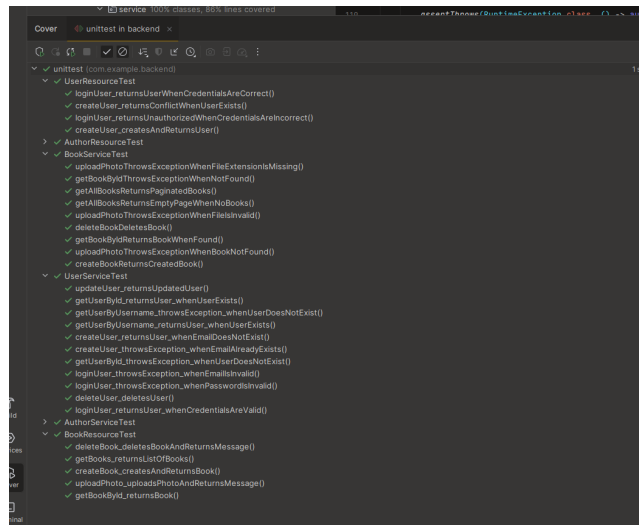 service 100% classes, 86% lines covered
110
assertThrows(RuntimeException.class, () ->
Cover
unittest in backend
unittest (com.example.backend)
UserResourceTest
loginUser_returnsUserWhenCredentialsAreCorrect()
createUser_returnsConflictWhenUserExists()
loginUser_returnsUnauthorizedWhenCredentialsAreIncorrect()
createUser_createsAndReturnsUser()
AuthorResourceTest
BookServiceTest
uploadPhotoThrowsExceptionWhenFileExtensionIsMissing()
getBookByIdThrowsExceptionWhenNotFound()
getAllBooksReturnsPaginatedBooks()
getAllBooksReturnsEmptyPageWhenNoBooks()
uploadPhotoThrowsExceptionWhenFileIsInvalid()
deleteBookDeletesBook()
getBookByIdReturnsBookWhenFound()
uploadPhotoThrowsExceptionWhenBookNotFound()
createBookReturnsCreatedBook()
UserServiceTest
updateUser_returnsUpdatedUser()
getUserById_returnsUser_whenUserExists()
getUserByUsername_throwsException_whenUserDoesNotExist()
getUserByUsername_returnsUser_whenUserExists()
createUser_returnsUser_whenEmailDoesNotExist()
createUser_throwsException_whenEmailAlreadyExists()
getUserById_throwsException_whenUserDoesNotExist()
loginUser_throwsException_whenEmailIsInvalid()
loginUser_throwsException_whenPasswordIsInvalid()
deleteUser_deletesUser()
loginUser_returnsUser_whenCredentialsAreValid()
AuthorServiceTest
BookResourceTest
deleteBook_deletesBookAndReturnsMessage()
getBooks_returnsListOfBooks()
createBook_createsAndReturnsBook()
uploadPhoto_uploadsPhotoAndReturnsMessage()
getBookById_returnsBook()